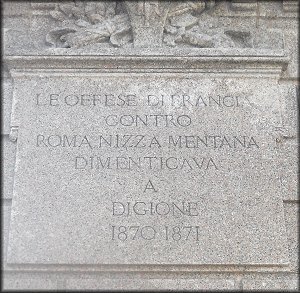 LE OFFESE DI FRANCIA
CONTRO
ROMA NIZZA MENTANA
DIMENTICAVA
A
DIGIONE
1870 1871